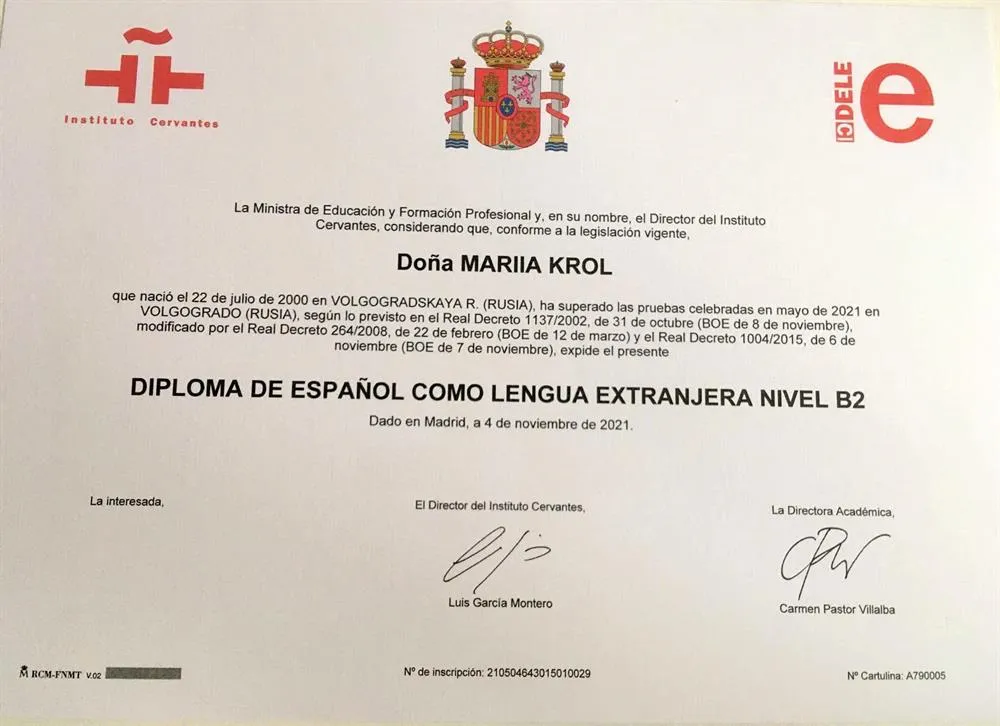 Instituto Cervantes
DELE
e
La Ministra de Educación y Formación Profesional y, en su nombre, el Director del Instituto
Cervantes, considerando que, conforme a la legislación vigente,
Doña MARIIA KROL
que nació el 22 de julio de 2000 en VOLGOGRADSKAYA R. (RUSIA), ha superado las pruebas celebradas en mayo de 2021 en
VOLGOGRADO (RUSIA), según lo previsto en el Real Decreto 1137/2002, de 31 de octubre (BOE de 8 de noviembre),
modificado por el Real Decreto 264/2008, de 22 de febrero (BOE de 12 de marzo) y el Real Decreto 1004/2015, de 6 de
noviembre (BOE de 7 de noviembre), expide el presente
DIPLOMA DE ESPAÑOL COMO LENGUA EXTRANJERA NIVEL B2
Dado en Madrid, a 4 de noviembre de 2021.
La interesada,
El Director del Instituto Cervantes,
La Directora Académica,
Luis García Montero
Carmen Pastor Villalba
M RCM-FNMT V.02
Nº de inscripción: 210504643015010029
Nº Cartulina: A790005